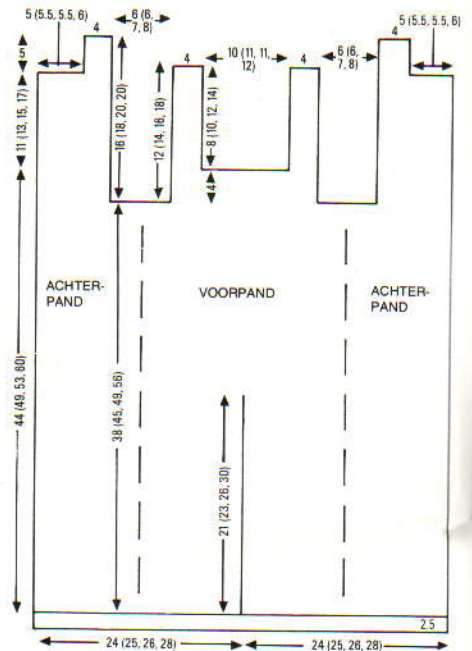 5 (5.5, 5.5, 6)
6 (6,
7, 8)
4
10 (11, 11,
12)
4
4
6 (6,
7, 8)
4
5 (5.5, 5.5, 6)
5
11 (13, 15, 17)
16 (18, 20, 20)
12 (14, 16, 18)
8 (10, 12, 14)
4
ACHTER-
PAND
VOORPAND
ACHTER-
PAND
44 (49, 53, 60)
38 (45, 49, 56)
21 (23, 26, 30)
2.5
24 (25, 26, 28)
24 (25, 26, 28)